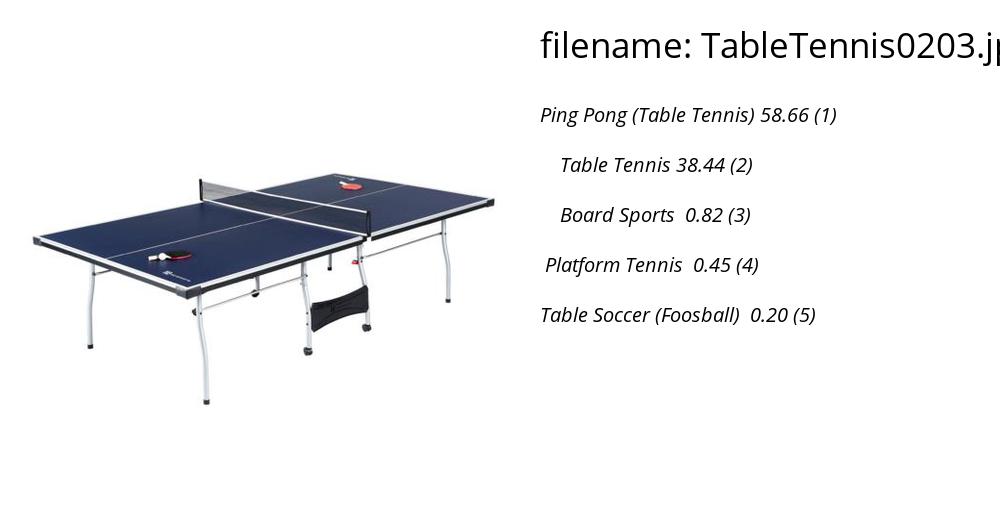 filename: TableTennis0203.jp
Ping Pong (Table Tennis) 58.66 (1)
Table Tennis 38.44 (2)
Board Sports 0.82 (3)
Platform Tennis 0.45 (4)
Table Soccer (Foosball) 0.20 (5)